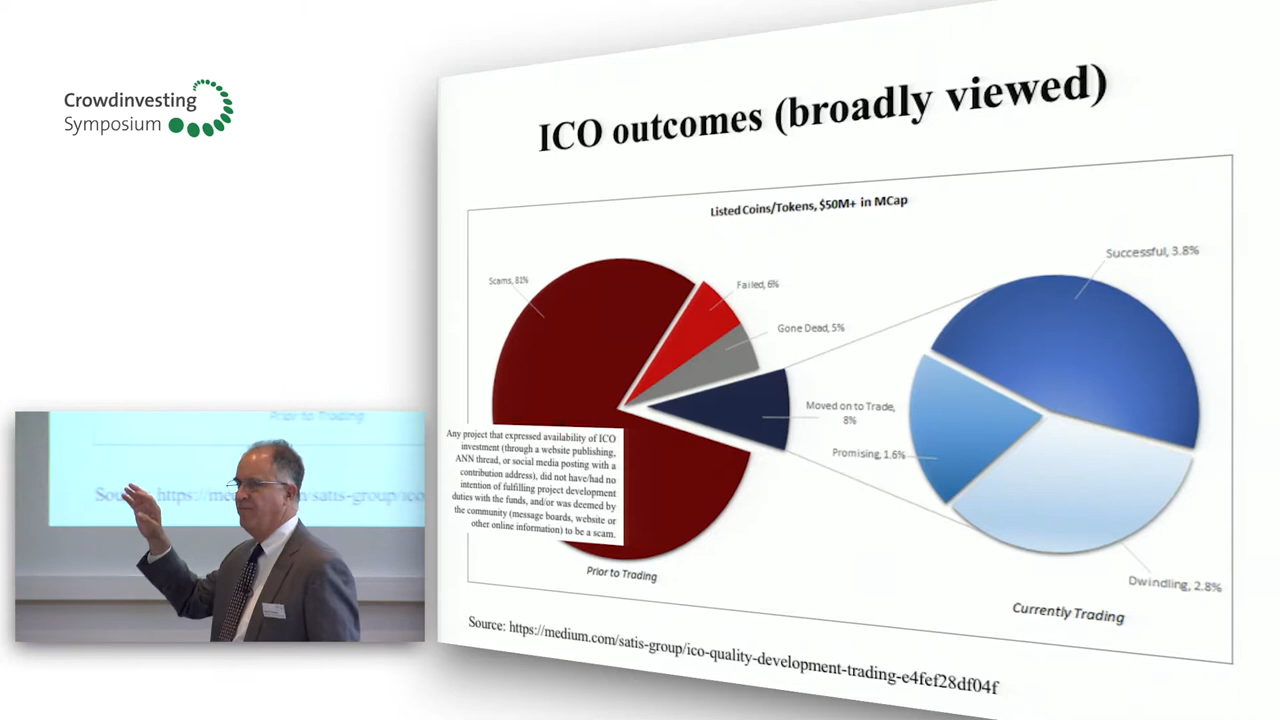 Crowdinvesting
Symposium
ICO outcomes (broadly viewed)
Listed Coins/Tokens, $50M+ in MCap
Scams, 81%
Failed, 6%
Gone Dead, 5%
Moved on to Trade,
8%
Successful, 3.8%
Promising, 1.6%
Dwindling, 2.8%
Any project that expressed availability of ICO
investment (through a website publishing,
ANN thread, or social media posting with a
contribution address), did not have/had no
intention of fulfilling project development
duties with the funds, and/or was deemed by
the community (message boards, website or
other online information) to be a scam.
Prior to Trading
Currently Trading
Source: https://medium.com/satis-group/ico-quality-development-trading-e4fef28df04f
Prior to Trading
https://me
satis-group/ico